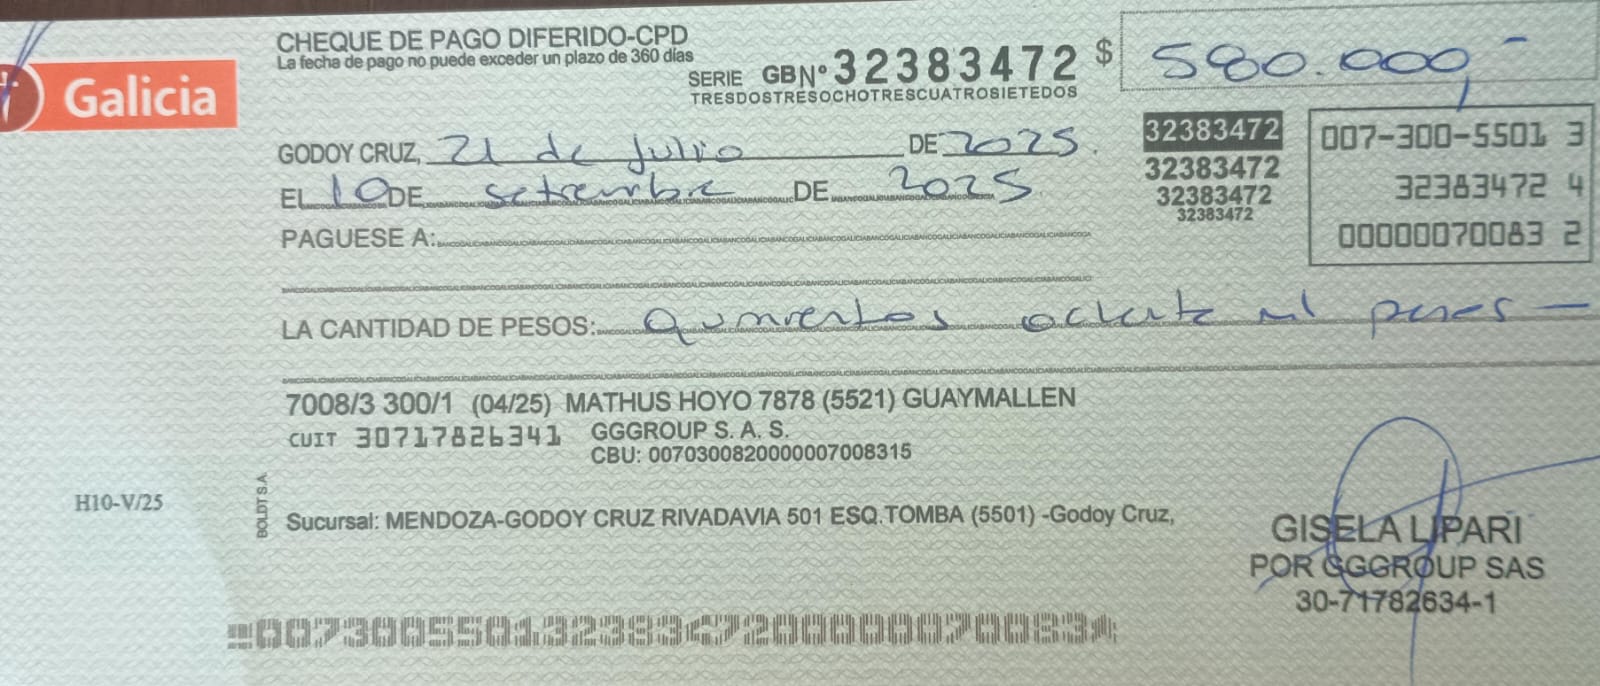 Galicia
CHEQUE DE PAGO DIFERIDO-CPD
La fecha de pago no puede exceder un plazo de 360 días
SERIE GB Nº 32383472
TRESDOSTRESOCHOTRESCUATROSIETEDOS
$ 580.000,-
GODOY CRUZ, 21 de Julio DE 2025.
EL 10 DE setiembre DE 2025
32383472
32383472
32383472
32383472
007-300-5501 3
32383472 4
00000070083 2
PAGUESE A:
LA CANTIDAD DE PESOS: Quinientos ochenta mil pesos —
7008/3 300/1 (04/25) MATHUS HOYO 7878 (5521) GUAYMALLEN
CUIT 30717826341 GGGROUP S. A. S.
CBU: 0070300820000007008315
H10-V/25
BOLDT S.A.
Sucursal: MENDOZA-GODOY CRUZ RIVADAVIA 501 ESQ.TOMBA (5501) -Godoy Cruz,
GISELA LIPARI
POR GGGROUP SAS
30-71782634-1
00730055013238347200000070083